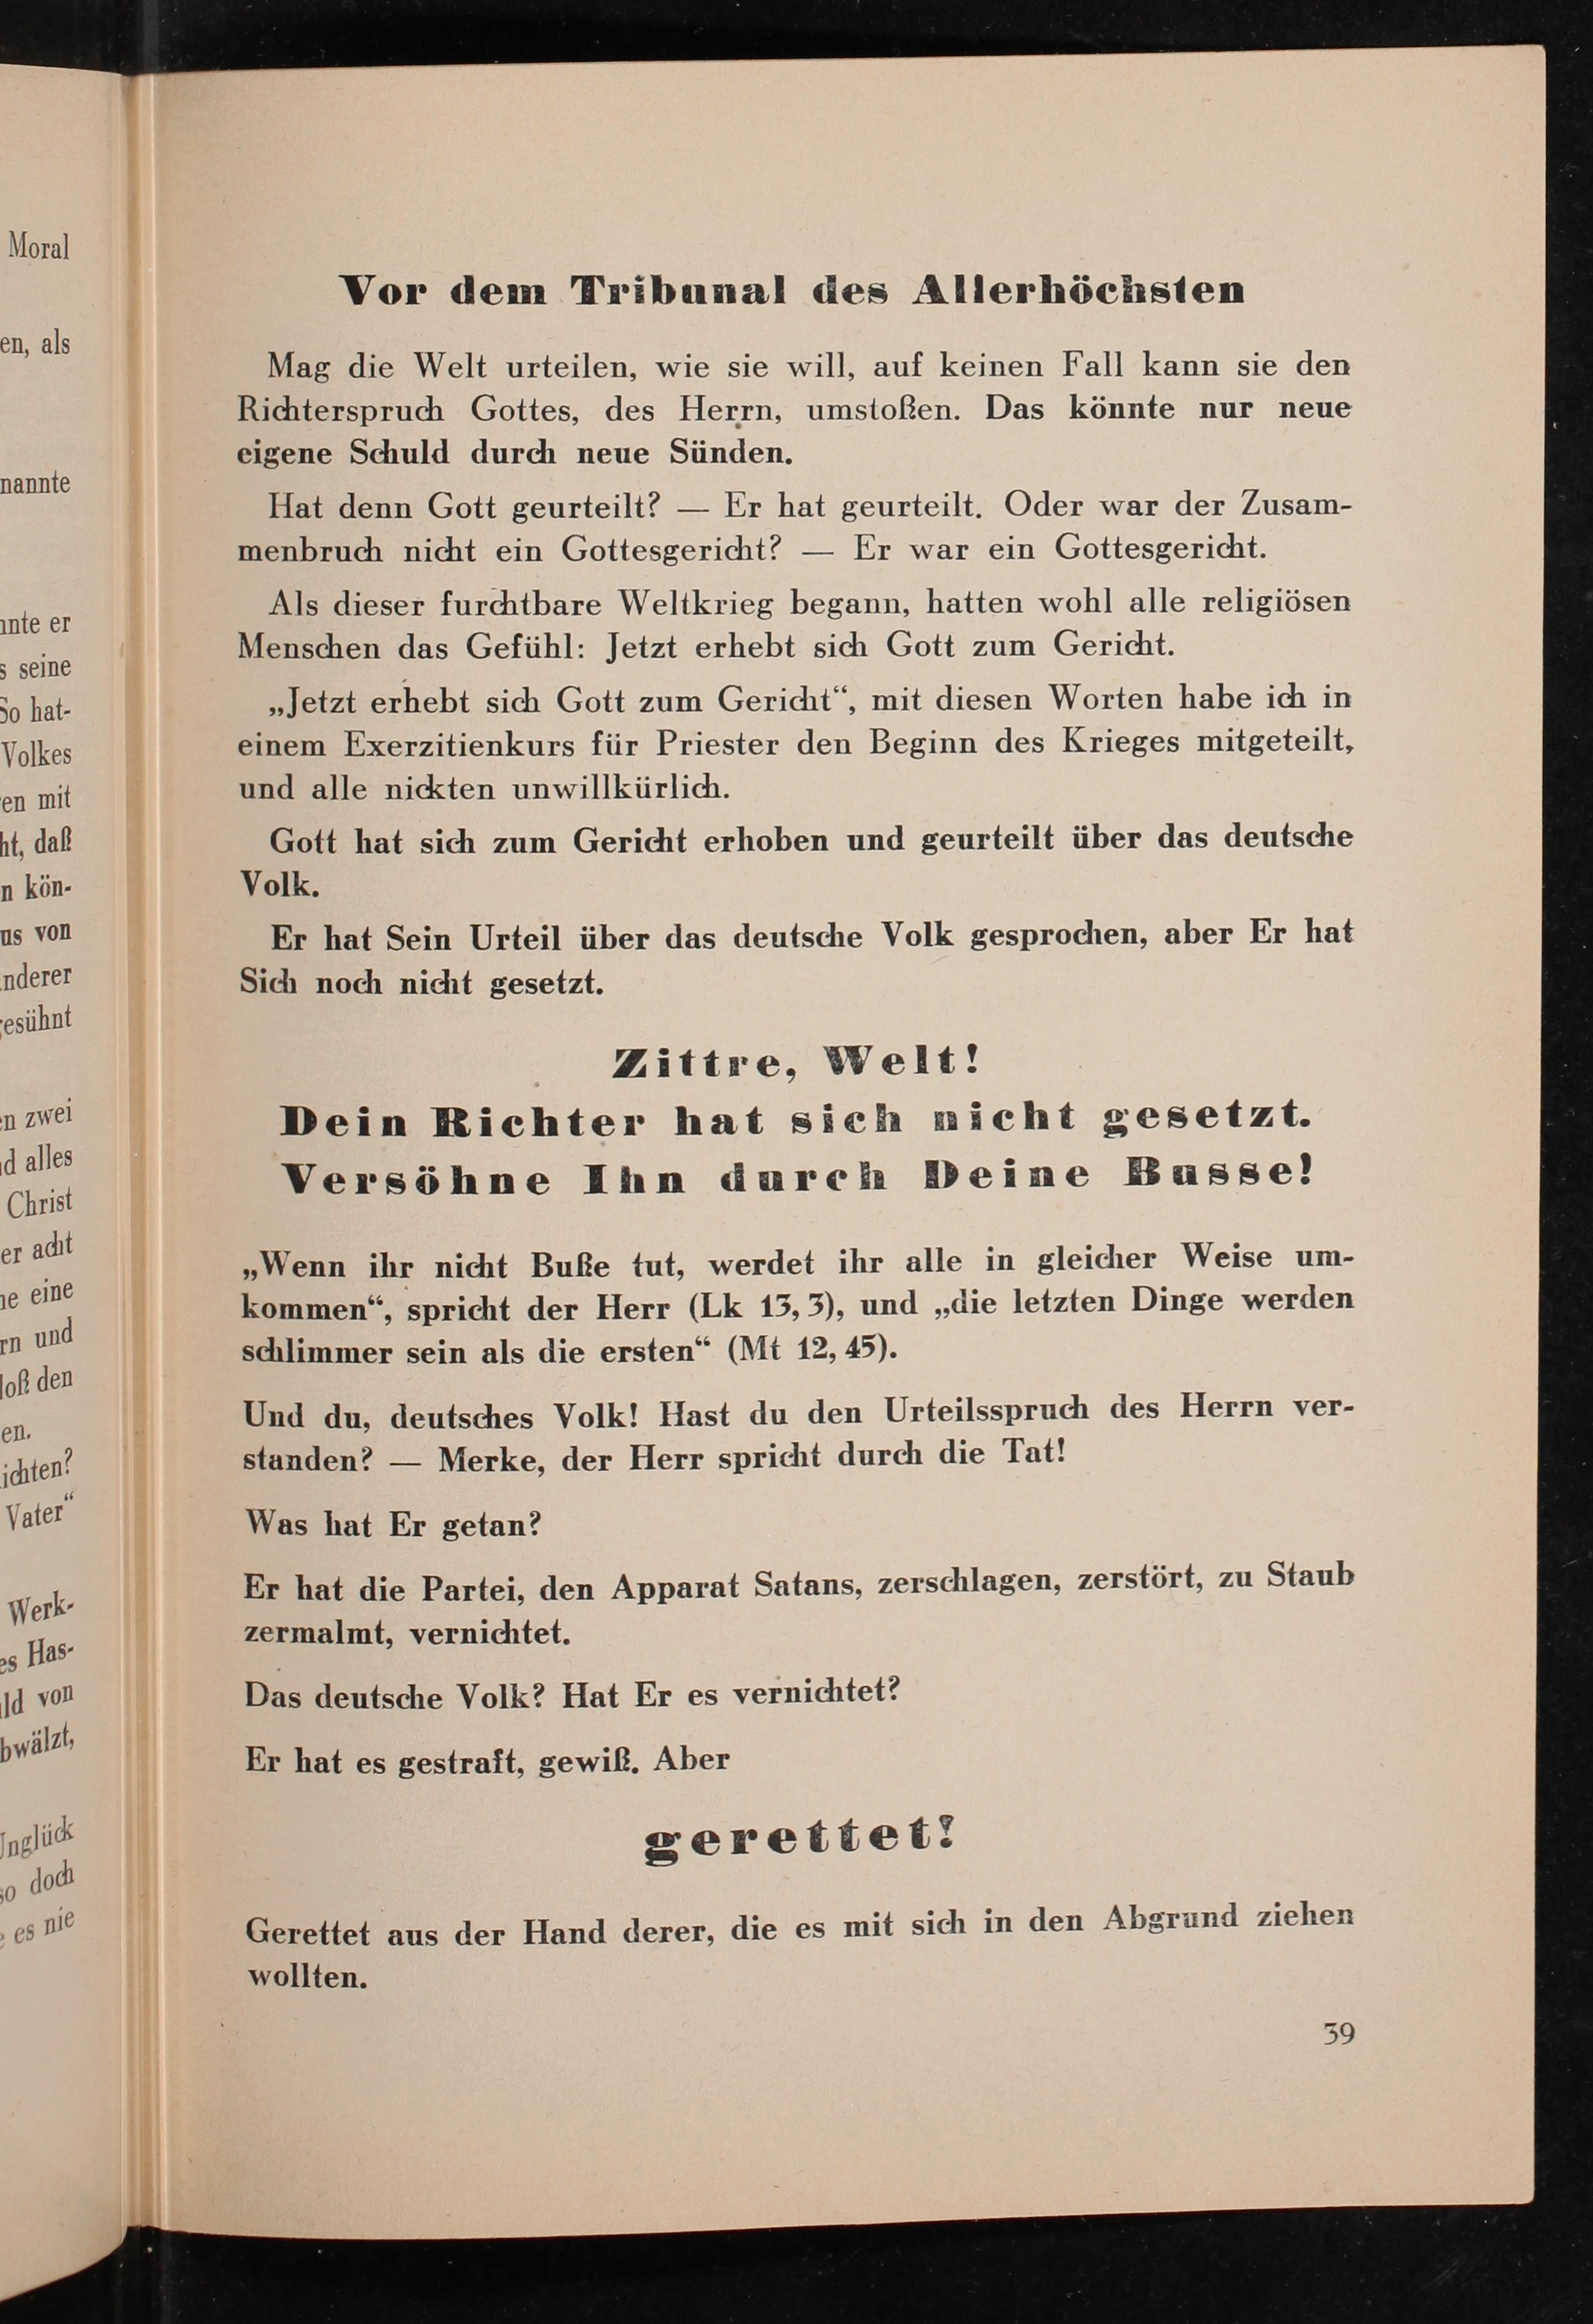 Moral
en, als
nannte
nnte er
s seine
So hat-
Volkes
en mit
ht, daß
n kön-
us von
nderer
esühnt
en zwei
d alles
Christ
er acht
ne eine
rn und
loß den
en.
ichten?
Vater“
Werk-
es Has-
ld von
bwälzt,
Unglück
so doch
e es nie
Vor dem Tribunal des Allerhöchsten
Mag die Welt urteilen, wie sie will, auf keinen Fall kann sie den
Richterspruch Gottes, des Herrn, umstoßen. Das könnte nur neue
eigene Schuld durch neue Sünden.
Hat denn Gott geurteilt? — Er hat geurteilt. Oder war der Zusam-
menbruch nicht ein Gottesgericht? — Er war ein Gottesgericht.
Als dieser furchtbare Weltkrieg begann, hatten wohl alle religiösen
Menschen das Gefühl: Jetzt erhebt sich Gott zum Gericht.
„Jetzt erhebt sich Gott zum Gericht“, mit diesen Worten habe ich in
einem Exerzitienkurs für Priester den Beginn des Krieges mitgeteilt,
und alle nickten unwillkürlich.
Gott hat sich zum Gericht erhoben und geurteilt über das deutsche
Volk.
Er hat Sein Urteil über das deutsche Volk gesprochen, aber Er hat
Sich noch nicht gesetzt.
Zittre, Welt!
Dein Richter hat sich nicht gesetzt.
Versöhne Ihn durch Deine Busse!
„Wenn ihr nicht Buße tut, werdet ihr alle in gleicher Weise um-
kommen“, spricht der Herr (Lk 13, 3), und „die letzten Dinge werden
schlimmer sein als die ersten“ (Mt 12, 45).
Und du, deutsches Volk! Hast du den Urteilsspruch des Herrn ver-
standen? — Merke, der Herr spricht durch die Tat!
Was hat Er getan?
Er hat die Partei, den Apparat Satans, zerschlagen, zerstört, zu Staub
zermalmt, vernichtet.
Das deutsche Volk? Hat Er es vernichtet?
Er hat es gestraft, gewiß. Aber
gerettet!
Gerettet aus der Hand derer, die es mit sich in den Abgrund ziehen
wollten.
39